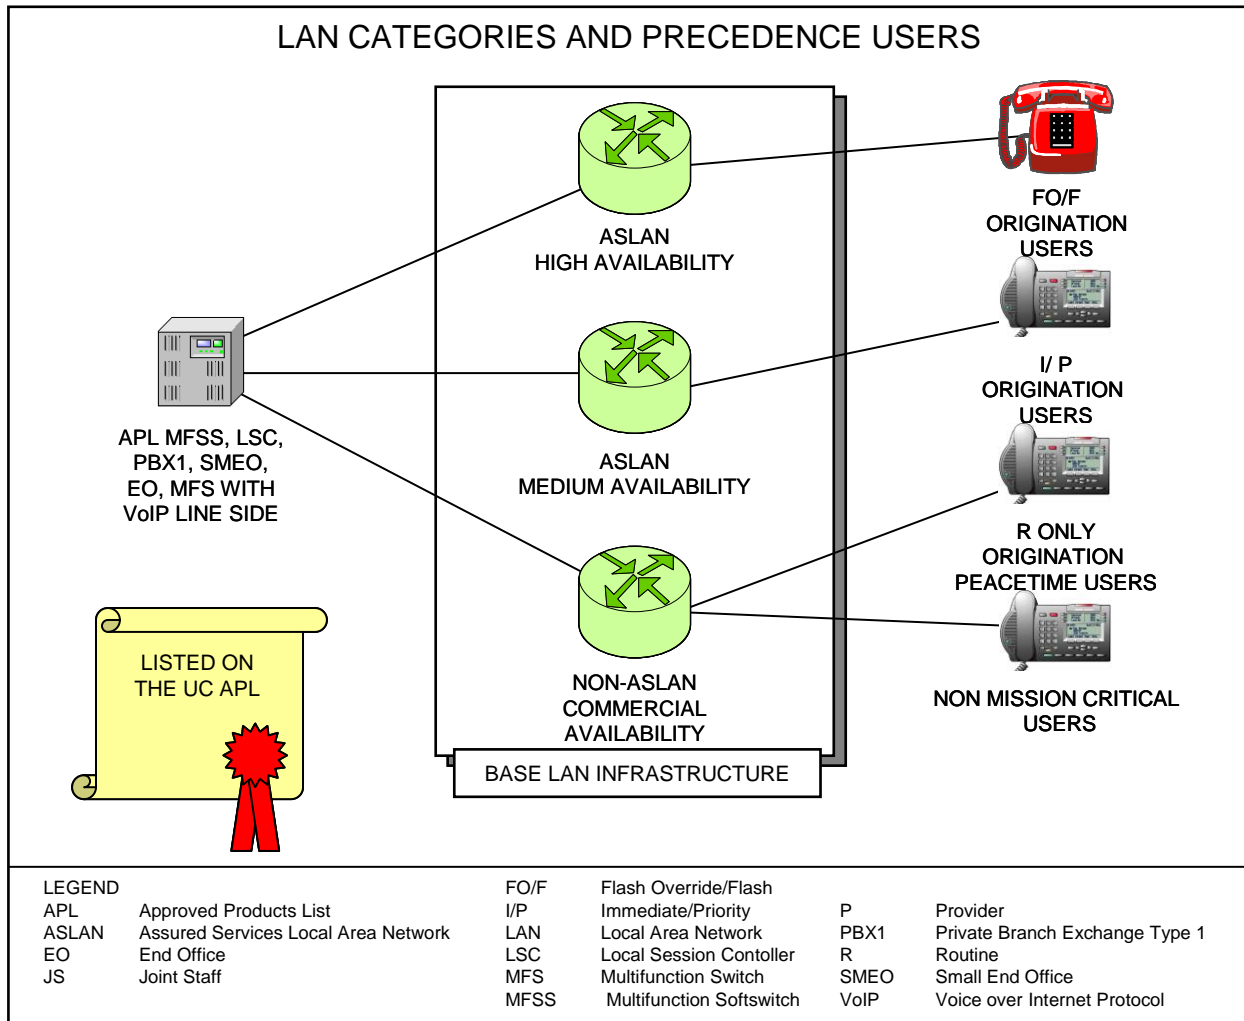 LAN CATEGORIES AND PRECEDENCE USERS
ASLAN
HIGH AVAILABILITY
FO/F
ORIGINATION
USERS
APL MFSS, LSC,
PBX1, SMEO,
EO, MFS WITH
VoIP LINE SIDE
ASLAN
MEDIUM AVAILABILITY
I/ P
ORIGINATION
USERS
R ONLY
ORIGINATION
PEACETIME USERS
LISTED ON
THE UC APL
NON-ASLAN
COMMERCIAL
AVAILABILITY
NON MISSION CRITICAL
USERS
BASE LAN INFRASTRUCTURE
LEGEND
APL Approved Products List
ASLAN Assured Services Local Area Network
EO End Office
JS Joint Staff
FO/F Flash Override/Flash
I/P Immediate/Priority
LAN Local Area Network
LSC Local Session Contoller
MFS Multifunction Switch
MFSS Multifunction Softswitch
P Provider
PBX1 Private Branch Exchange Type 1
R Routine
SMEO Small End Office
VoIP Voice over Internet Protocol